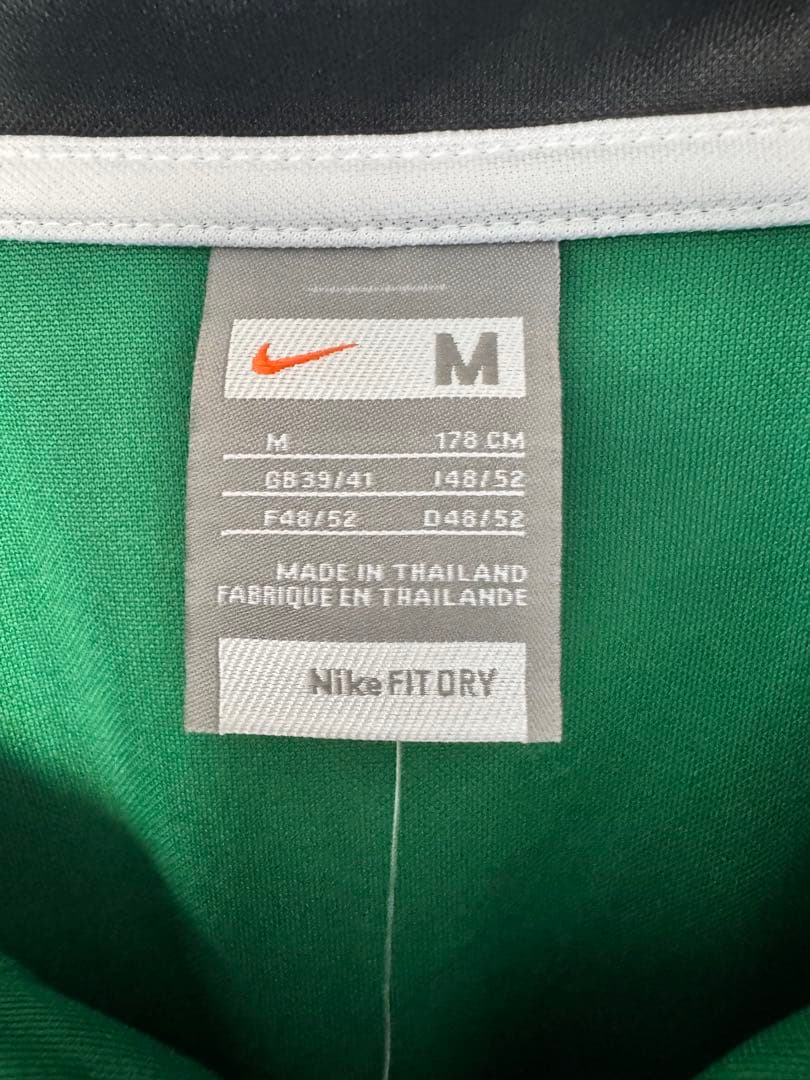 M
M 178 CM
GB39/41 I48/52
F48/52 D48/52
MADE IN THAILAND
FABRIQUE EN THAILANDE
Nike FIT DRY